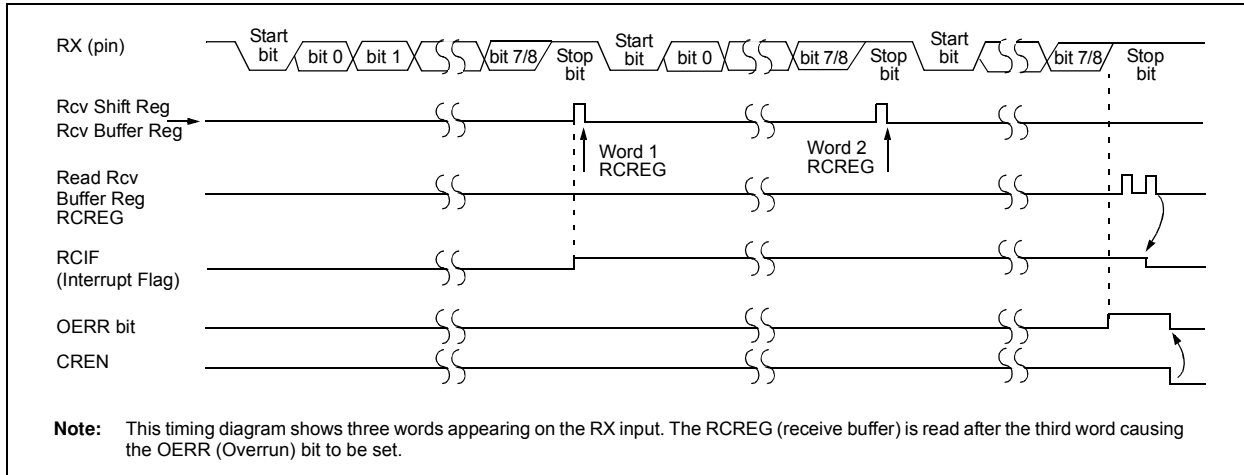 RX (pin)
Start bit
bit 0
bit 1
bit 7/8
Stop bit
Start bit
bit 0
bit 7/8
Stop bit
Start bit
bit 7/8
Stop bit
Rcv Shift Reg
Rcv Buffer Reg
Word 1
RCREG
Word 2
RCREG
Read Rcv
Buffer Reg
RCREG
RCIF
(Interrupt Flag)
OERR bit
CREN
Note: This timing diagram shows three words appearing on the RX input. The RCREG (receive buffer) is read after the third word causing
the OERR (Overrun) bit to be set.